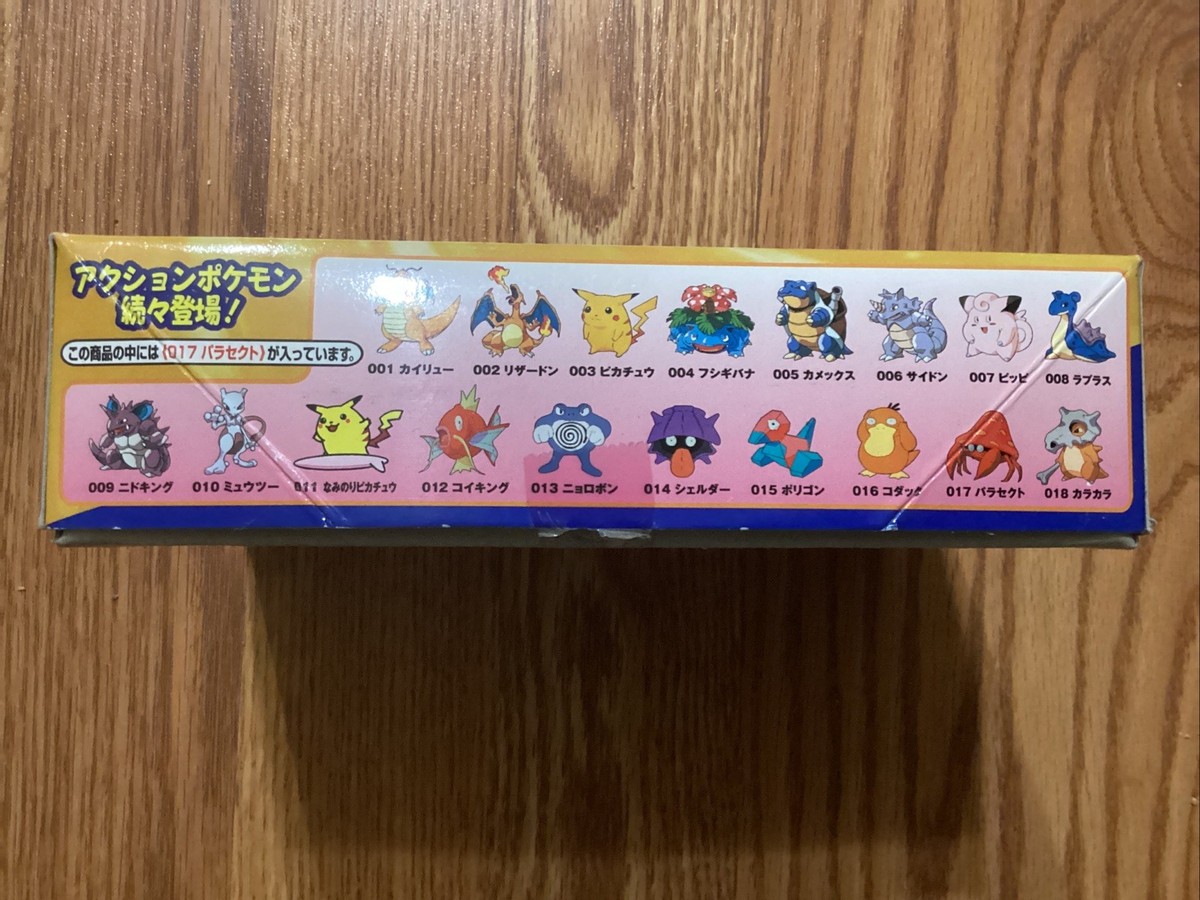 アクションポケモン
続々登場!
この商品の中には《017 パラセクト》が入っています。
001 カイリュー
002 リザードン
003 ピカチュウ
004 フシギバナ
005 カメックス
006 サイドン
007 ピッピ
008 ラプラス
009 ニドキング
010 ミュウツー
011 なみのりピカチュウ
012 コイキング
013 ニョロボン
014 シェルダー
015 ポリゴン
016 コダック
017 パラセクト
018 カラカラ